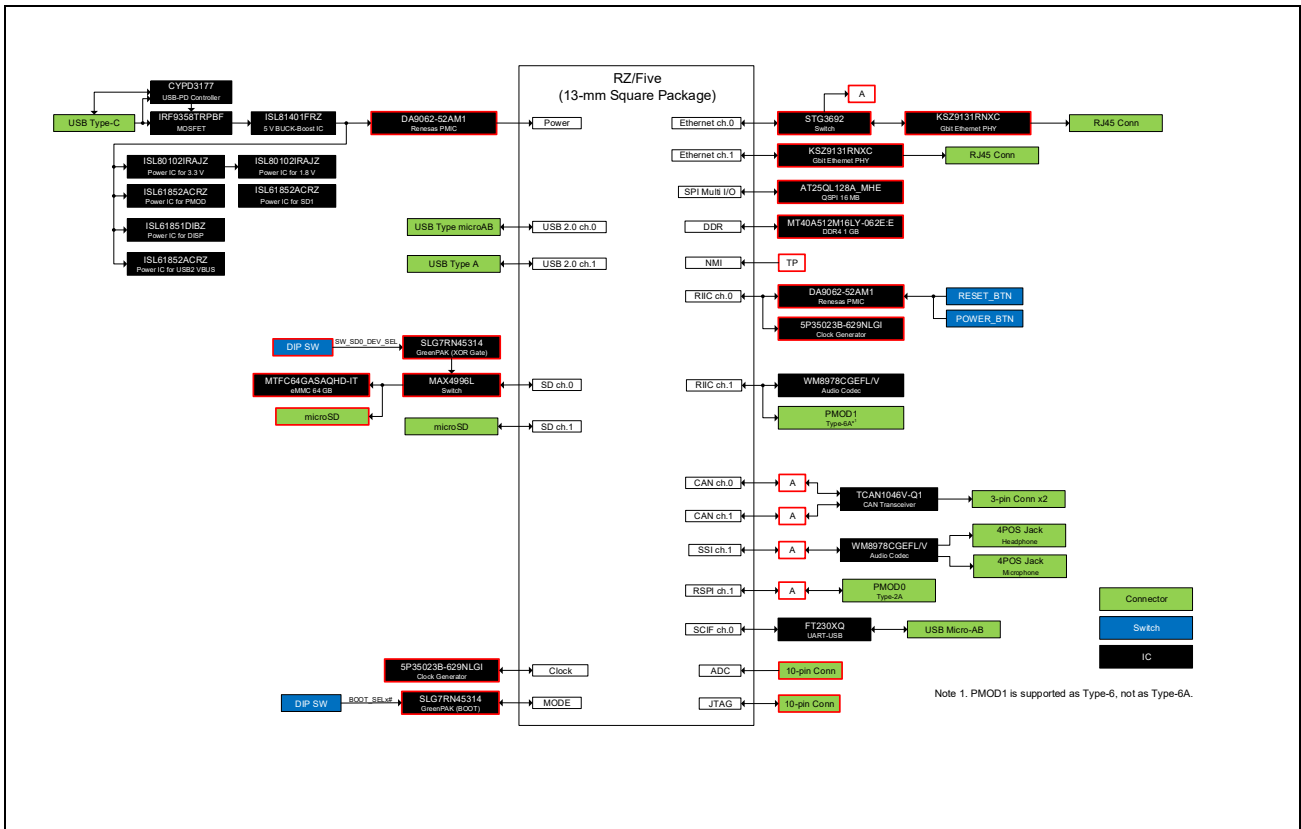 RZ/Five
(13-mm Square Package)
CYPD3177
USB-PD Controller
USB Type-C
IRF9358TRPBF
MOSFET
ISL81401FRZ
5 V BUCK-Boost IC
DA9062-52AM1
Renesas PMIC
Power
ISL80102IRAJZ
Power IC for 3.3 V
ISL80102IRAJZ
Power IC for 1.8 V
ISL61852ACRZ
Power IC for PMOD
ISL61852ACRZ
Power IC for SD1
ISL61851DIBZ
Power IC for DISP
ISL61852ACRZ
Power IC for USB2 VBUS
USB Type microAB
USB 2.0 ch.0
USB Type A
USB 2.0 ch.1
DIP SW
SW_SD0_DEV_SEL
SLG7RN45314
GreenPAK (XOR Gate)
MTFC64GASAQHD-IT
eMMC 64 GB
MAX4996L
Switch
SD ch.0
microSD
microSD
SD ch.1
5P35023B-629NLGI
Clock Generator
Clock
DIP SW
BOOT_SELx#
SLG7RN45314
GreenPAK (BOOT)
MODE
A
Ethernet ch.0
STG3692
Switch
KSZ9131RNXC
Gbit Ethernet PHY
RJ45 Conn
Ethernet ch.1
KSZ9131RNXC
Gbit Ethernet PHY
RJ45 Conn
SPI Multi I/O
AT25QL128A_MHE
QSPI 16 MB
DDR
MT40A512M16LY-062E:E
DDR4 1 GB
NMI
TP
RIIC ch.0
DA9062-52AM1
Renesas PMIC
RESET_BTN
POWER_BTN
5P35023B-629NLGI
Clock Generator
RIIC ch.1
WM8978CGEFL/V
Audio Codec
PMOD1
Type-6A*1
CAN ch.0
A
TCAN1046V-Q1
CAN Transceiver
3-pin Conn x2
CAN ch.1
A
SSI ch.1
A
WM8978CGEFL/V
Audio Codec
4POS Jack
Headphone
4POS Jack
Microphone
RSPI ch.1
A
PMOD0
Type-2A
SCIF ch.0
FT230XQ
UART-USB
USB Micro-AB
ADC
10-pin Conn
JTAG
10-pin Conn
Connector
Switch
IC
Note 1. PMOD1 is supported as Type-6, not as Type-6A.